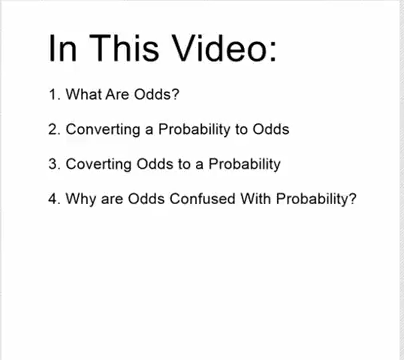 In This Video:
1. What Are Odds?
2. Converting a Probability to Odds
3. Coverting Odds to a Probability
4. Why are Odds Confused With Probability?